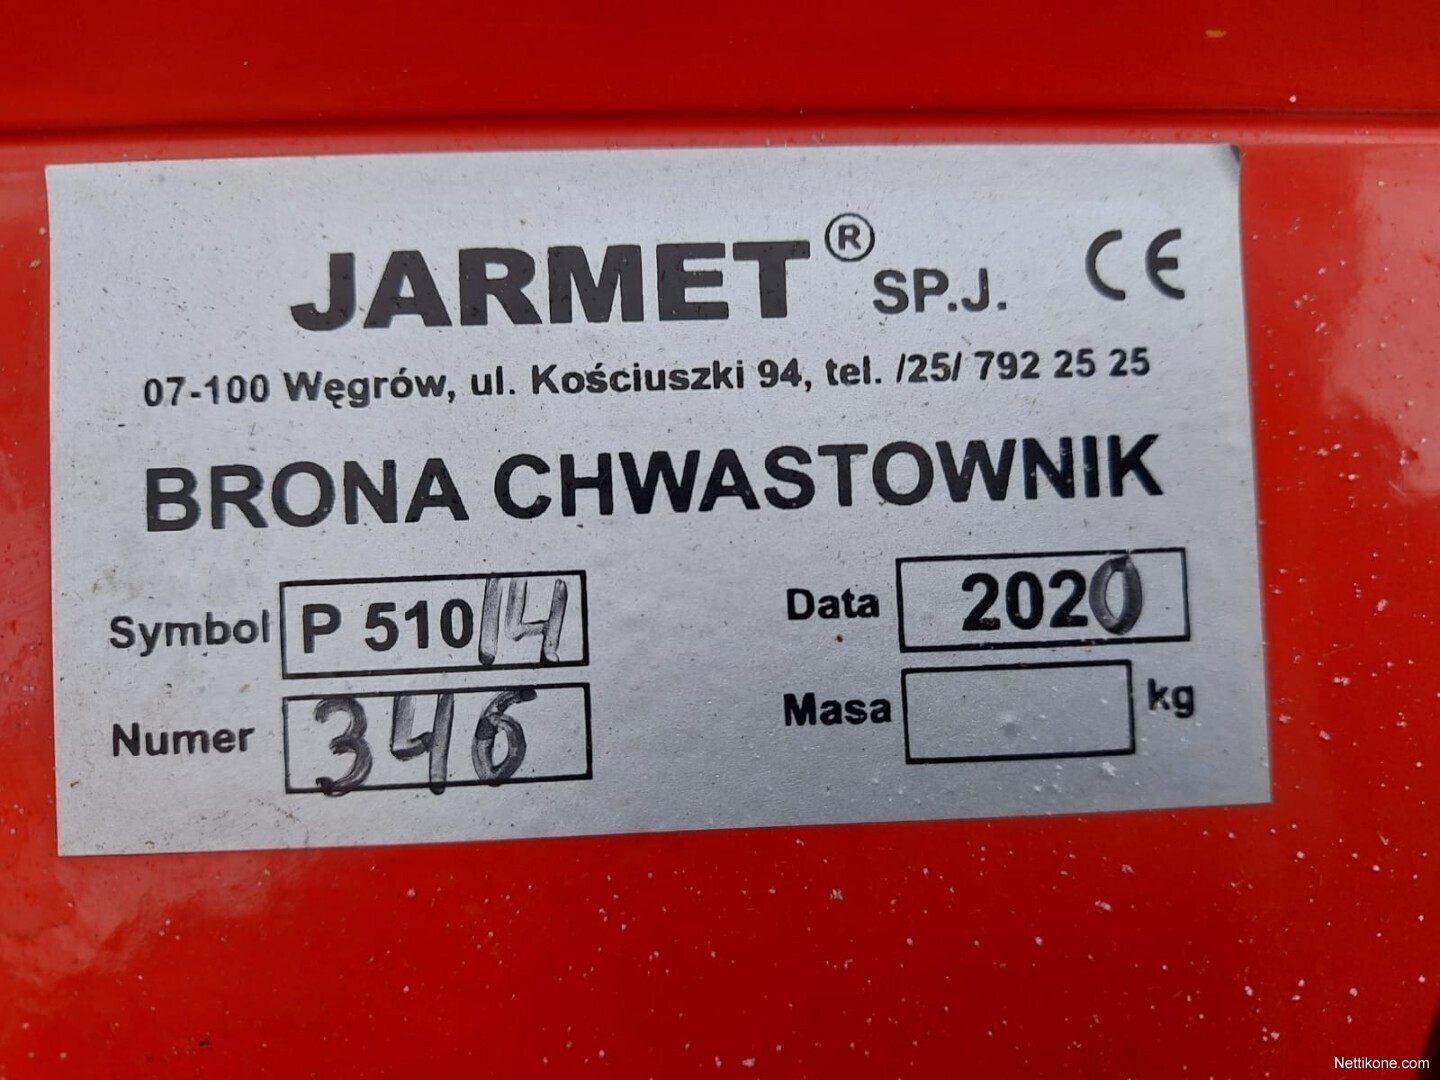 JARMET® SP.J. CE
07-100 Węgrów, ul. Kościuszki 94, tel. /25/ 792 25 25
BRONA CHWASTOWNIK
Symbol P 510/14 Data 2020
Numer 346 Masa kg
Nettikone.com